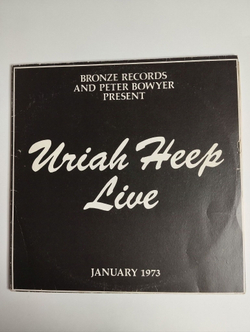 BRONZE RECORDS
AND PETER BOWYER
PRESENT
Uriah Heep
Live
JANUARY 1973